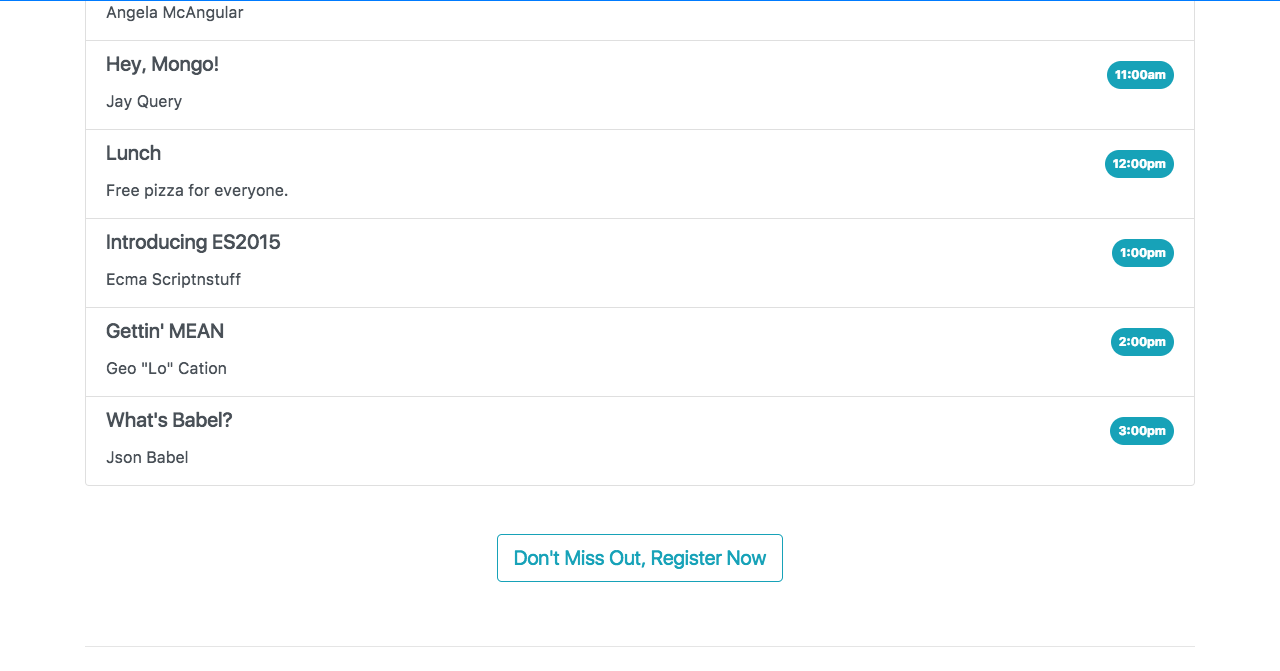 Angela McAngular
Hey, Mongo!
11:00am
Jay Query
Lunch
12:00pm
Free pizza for everyone.
Introducing ES2015
1:00pm
Ecma Scriptnstuff
Gettin' MEAN
2:00pm
Geo "Lo" Cation
What's Babel?
3:00pm
Json Babel
Don't Miss Out, Register Now